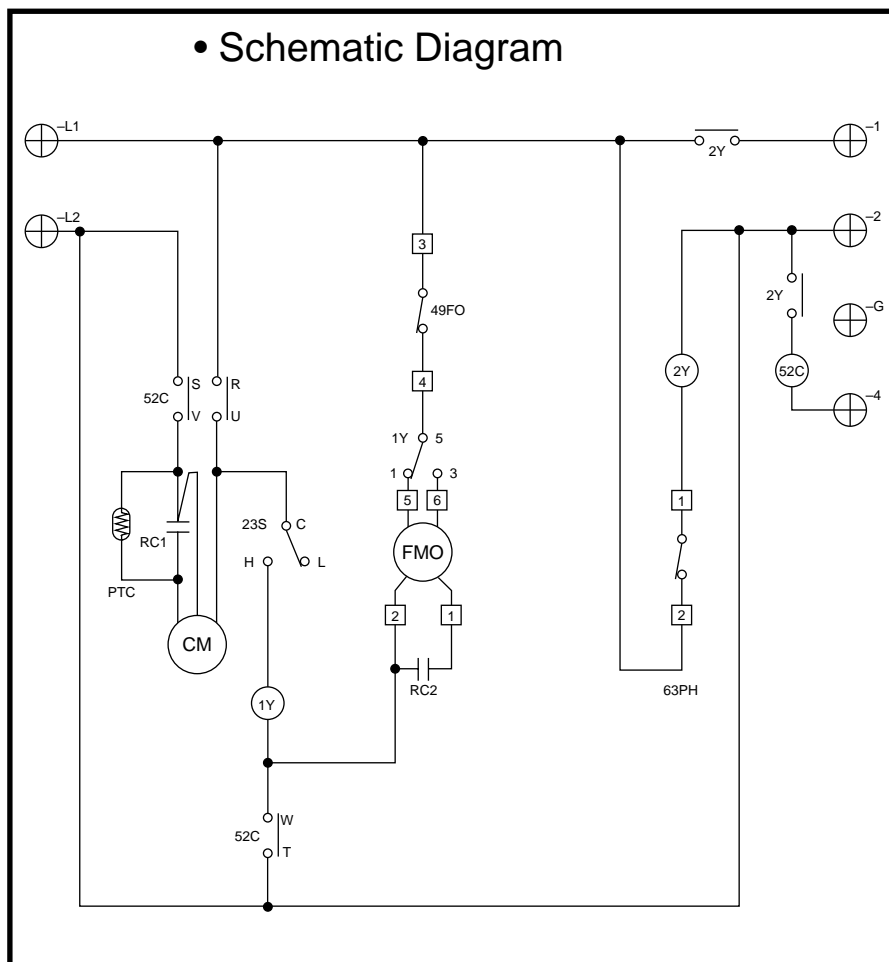 • Schematic Diagram
–L1
–1
2Y
–L2
–2
3
2Y
49FO
–G
2Y
52C
4
S
R
52C
V
U
–4
1Y
5
1
3
5
6
1
23S
C
RC1
FMO
H
L
PTC
2
1
2
CM
RC2
63PH
1Y
W
52C
T